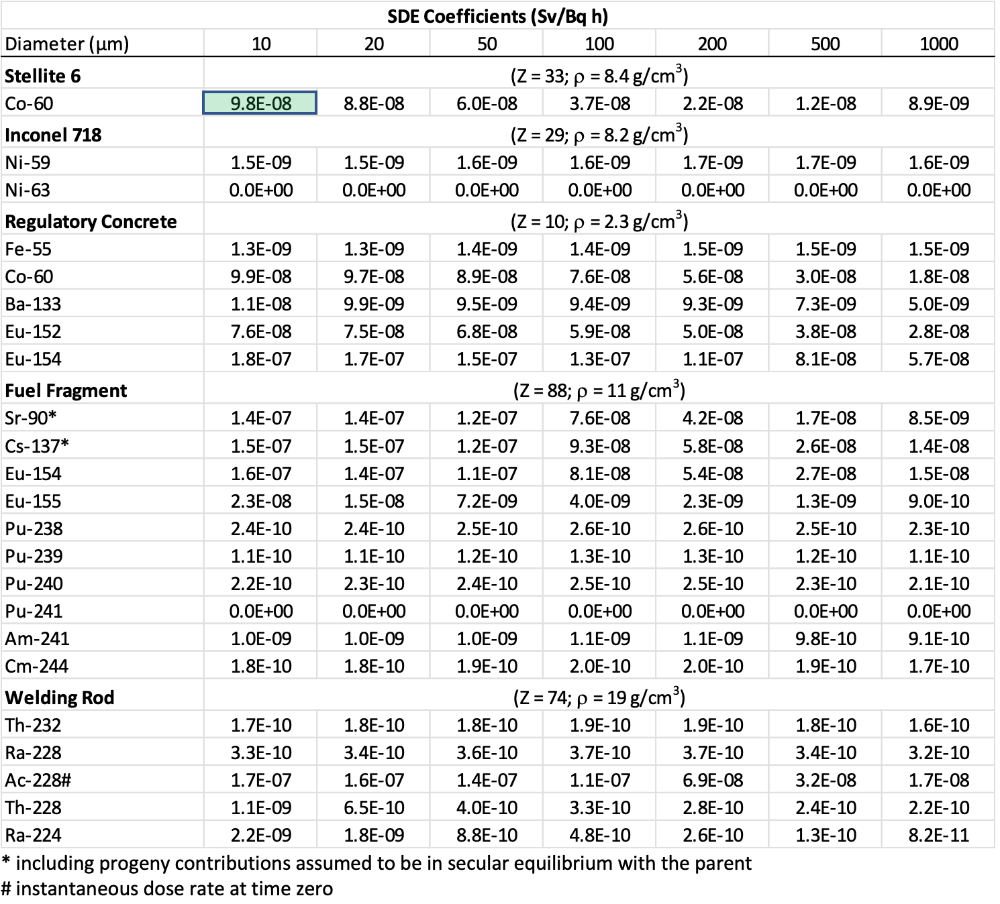 SDE Coefficients (Sv/Bq h)
Diameter (µm) 10 20 50 100 200 500 1000
Stellite 6 (Z = 33; ρ = 8.4 g/cm³)
Co-60 9.8E-08 8.8E-08 6.0E-08 3.7E-08 2.2E-08 1.2E-08 8.9E-09
Inconel 718 (Z = 29; ρ = 8.2 g/cm³)
Ni-59 1.5E-09 1.5E-09 1.6E-09 1.6E-09 1.7E-09 1.7E-09 1.6E-09
Ni-63 0.0E+00 0.0E+00 0.0E+00 0.0E+00 0.0E+00 0.0E+00 0.0E+00
Regulatory Concrete (Z = 10; ρ = 2.3 g/cm³)
Fe-55 1.3E-09 1.3E-09 1.4E-09 1.4E-09 1.5E-09 1.5E-09 1.5E-09
Co-60 9.9E-08 9.7E-08 8.9E-08 7.6E-08 5.6E-08 3.0E-08 1.8E-08
Ba-133 1.1E-08 9.9E-09 9.5E-09 9.4E-09 9.3E-09 7.3E-09 5.0E-09
Eu-152 7.6E-08 7.5E-08 6.8E-08 5.9E-08 5.0E-08 3.8E-08 2.8E-08
Eu-154 1.8E-07 1.7E-07 1.5E-07 1.3E-07 1.1E-07 8.1E-08 5.7E-08
Fuel Fragment (Z = 88; ρ = 11 g/cm³)
Sr-90* 1.4E-07 1.4E-07 1.2E-07 7.6E-08 4.2E-08 1.7E-08 8.5E-09
Cs-137* 1.5E-07 1.5E-07 1.2E-07 9.3E-08 5.8E-08 2.6E-08 1.4E-08
Eu-154 1.6E-07 1.4E-07 1.1E-07 8.1E-08 5.4E-08 2.7E-08 1.5E-08
Eu-155 2.3E-08 1.5E-08 7.2E-09 4.0E-09 2.3E-09 1.3E-09 9.0E-10
Pu-238 2.4E-10 2.4E-10 2.5E-10 2.6E-10 2.6E-10 2.5E-10 2.3E-10
Pu-239 1.1E-10 1.1E-10 1.2E-10 1.3E-10 1.3E-10 1.2E-10 1.1E-10
Pu-240 2.2E-10 2.3E-10 2.4E-10 2.5E-10 2.5E-10 2.3E-10 2.1E-10
Pu-241 0.0E+00 0.0E+00 0.0E+00 0.0E+00 0.0E+00 0.0E+00 0.0E+00
Am-241 1.0E-09 1.0E-09 1.0E-09 1.1E-09 1.1E-09 9.8E-10 9.1E-10
Cm-244 1.8E-10 1.8E-10 1.9E-10 2.0E-10 2.0E-10 1.9E-10 1.7E-10
Welding Rod (Z = 74; ρ = 19 g/cm³)
Th-232 1.7E-10 1.8E-10 1.8E-10 1.9E-10 1.9E-10 1.8E-10 1.6E-10
Ra-228 3.3E-10 3.4E-10 3.6E-10 3.7E-10 3.7E-10 3.4E-10 3.2E-10
Ac-228# 1.7E-07 1.6E-07 1.4E-07 1.1E-07 6.9E-08 3.2E-08 1.7E-08
Th-228 1.1E-09 6.5E-10 4.0E-10 3.3E-10 2.8E-10 2.4E-10 2.2E-10
Ra-224 2.2E-09 1.8E-09 8.8E-10 4.8E-10 2.6E-10 1.3E-10 8.2E-11
* including progeny contributions assumed to be in secular equilibrium with the parent
# instantaneous dose rate at time zero